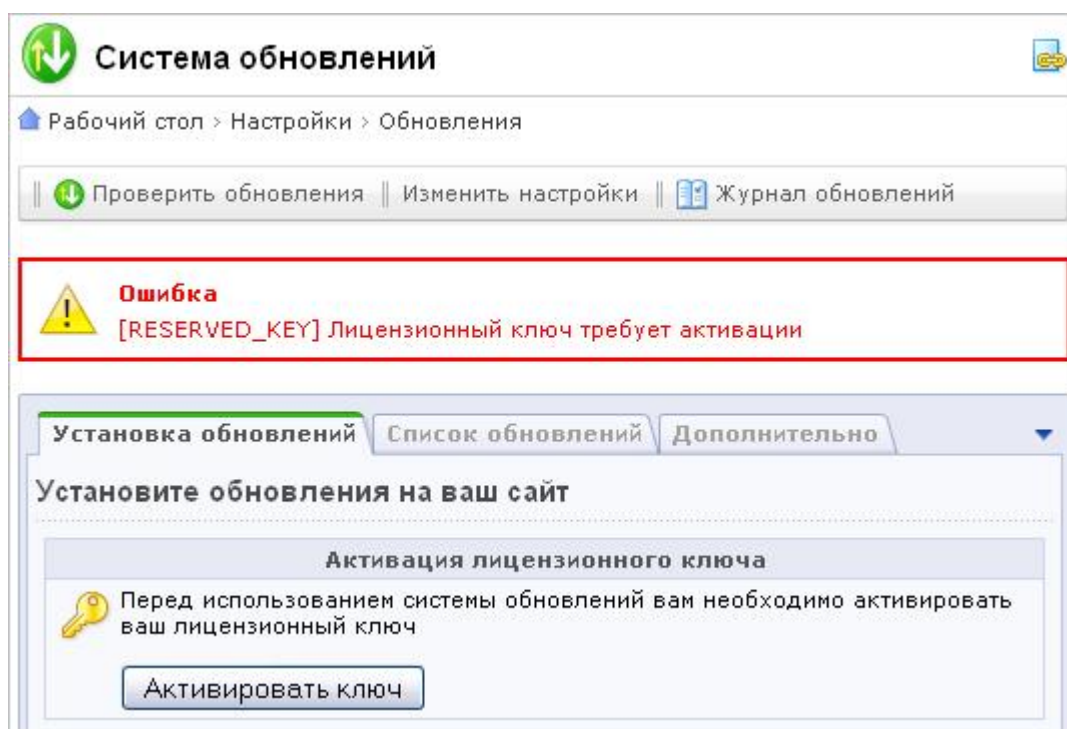 Система обновлений
Рабочий стол > Настройки > Обновления
Проверить обновления Изменить настройки Журнал обновлений
Ошибка
[RESERVED_KEY] Лицензионный ключ требует активации
Установка обновлений Список обновлений Дополнительно
Установите обновления на ваш сайт
Активация лицензионного ключа
Перед использованием системы обновлений вам необходимо активировать
ваш лицензионный ключ
Активировать ключ